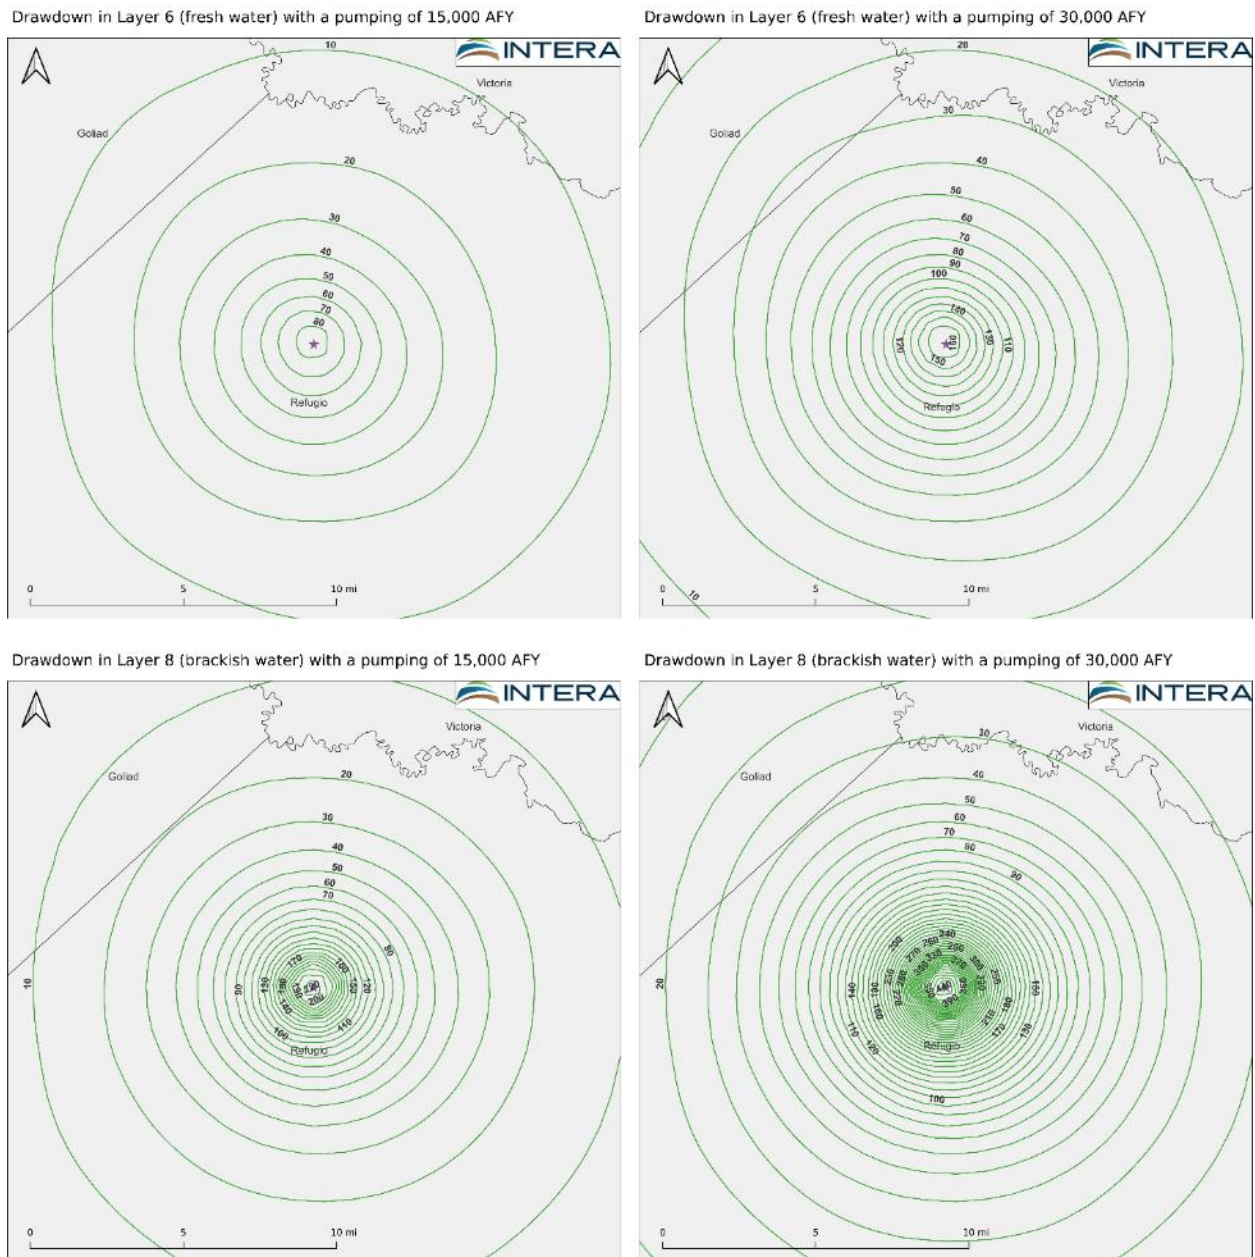 Drawdown in Layer 6 (fresh water) with a pumping of 15,000 AFY
INTERA
10
Victoria
Goliad
20
30
40
50
60
70
80
Refugio
0 5 10 mi
Drawdown in Layer 6 (fresh water) with a pumping of 30,000 AFY
INTERA
20
Victoria
30
Goliad
40
50
60
70
80
90
100
140
120 160 130 110
150
Refugio
10
0 5 10 mi
Drawdown in Layer 8 (brackish water) with a pumping of 15,000 AFY
INTERA
Victoria
Goliad
20
30
40
50
60
70
80
170 160
10
90 130 180 190 150 120
200
140
100 110
Refugio
0 5 10 mi
Drawdown in Layer 8 (brackish water) with a pumping of 30,000 AFY
INTERA
Victoria
30
Goliad
40
50
60
70
80
90
240
200 260
270
20
140 190 160
210 180
170 130
110
120
Refugio
100
0 5 10 mi